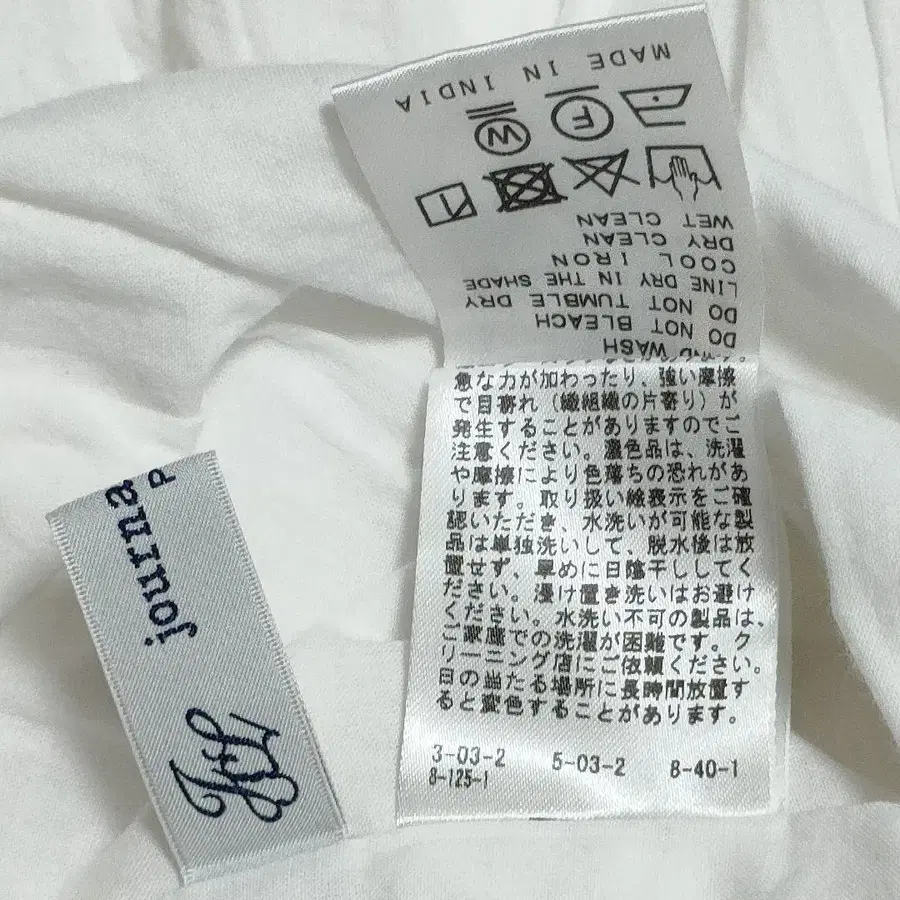 MADE IN INDIA
W
F
WET CLEAN
DRY CLEAN
COOL IRON
LINE DRY IN THE SHADE
DO NOT TUMBLE DRY
DO NOT BLEACH
WASH
急な力が加わったり、強い摩擦
で目寄れ（繊組織の片寄り）が
発生することがありますのでご
注意ください。濃色品は、洗濯
や摩擦により色落ちの恐れがあ
ります。取り扱い絵表示をご確
認いただき、水洗いが可能な製
品は単独洗いして、脱水後は放
置せず、早めに日陰干ししてく
ださい。浸け置き洗いはお避け
ください。水洗い不可の製品は、
ご家庭での洗濯が困難です。ク
リーニング店にご依頼ください。
日の当たる場所に長時間放置す
ると変色することがあります。
3-03-2 5-03-2 8-40-1
8-125-1
journa
P